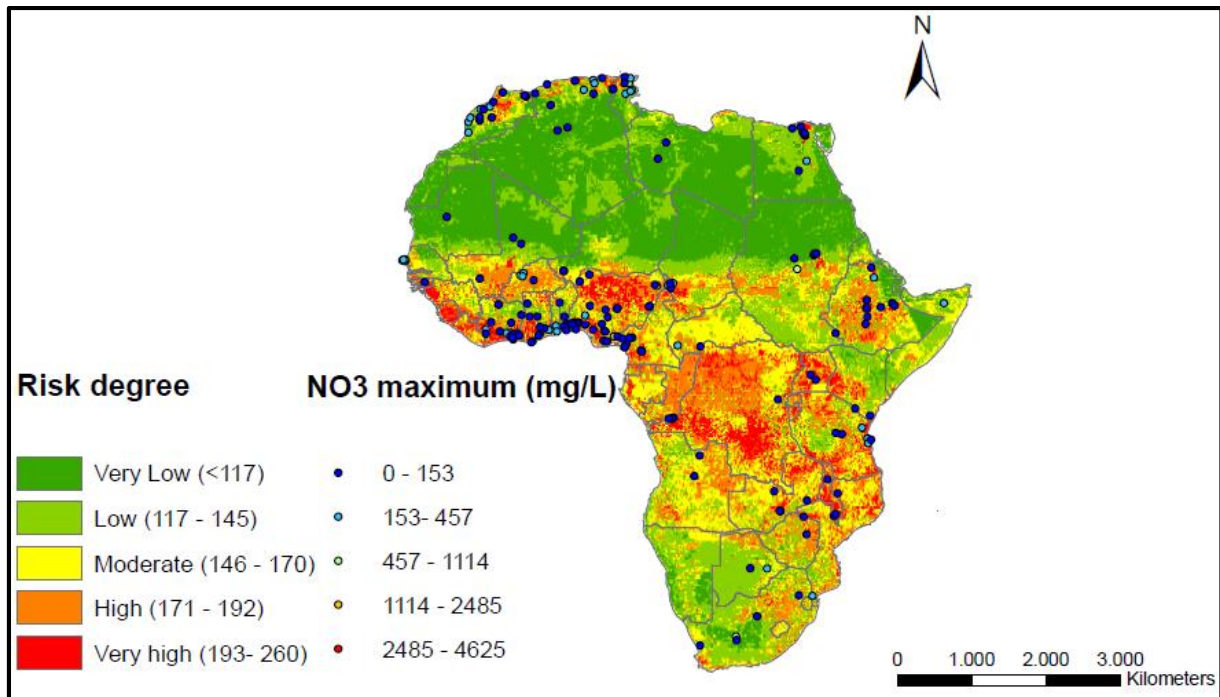 N
Risk degree
NO3 maximum (mg/L)
Very Low (<117)
0 - 153
Low (117 - 145)
153- 457
Moderate (146 - 170)
457 - 1114
High (171 - 192)
1114 - 2485
Very high (193- 260)
2485 - 4625
0 1.000 2.000 3.000
Kilometers